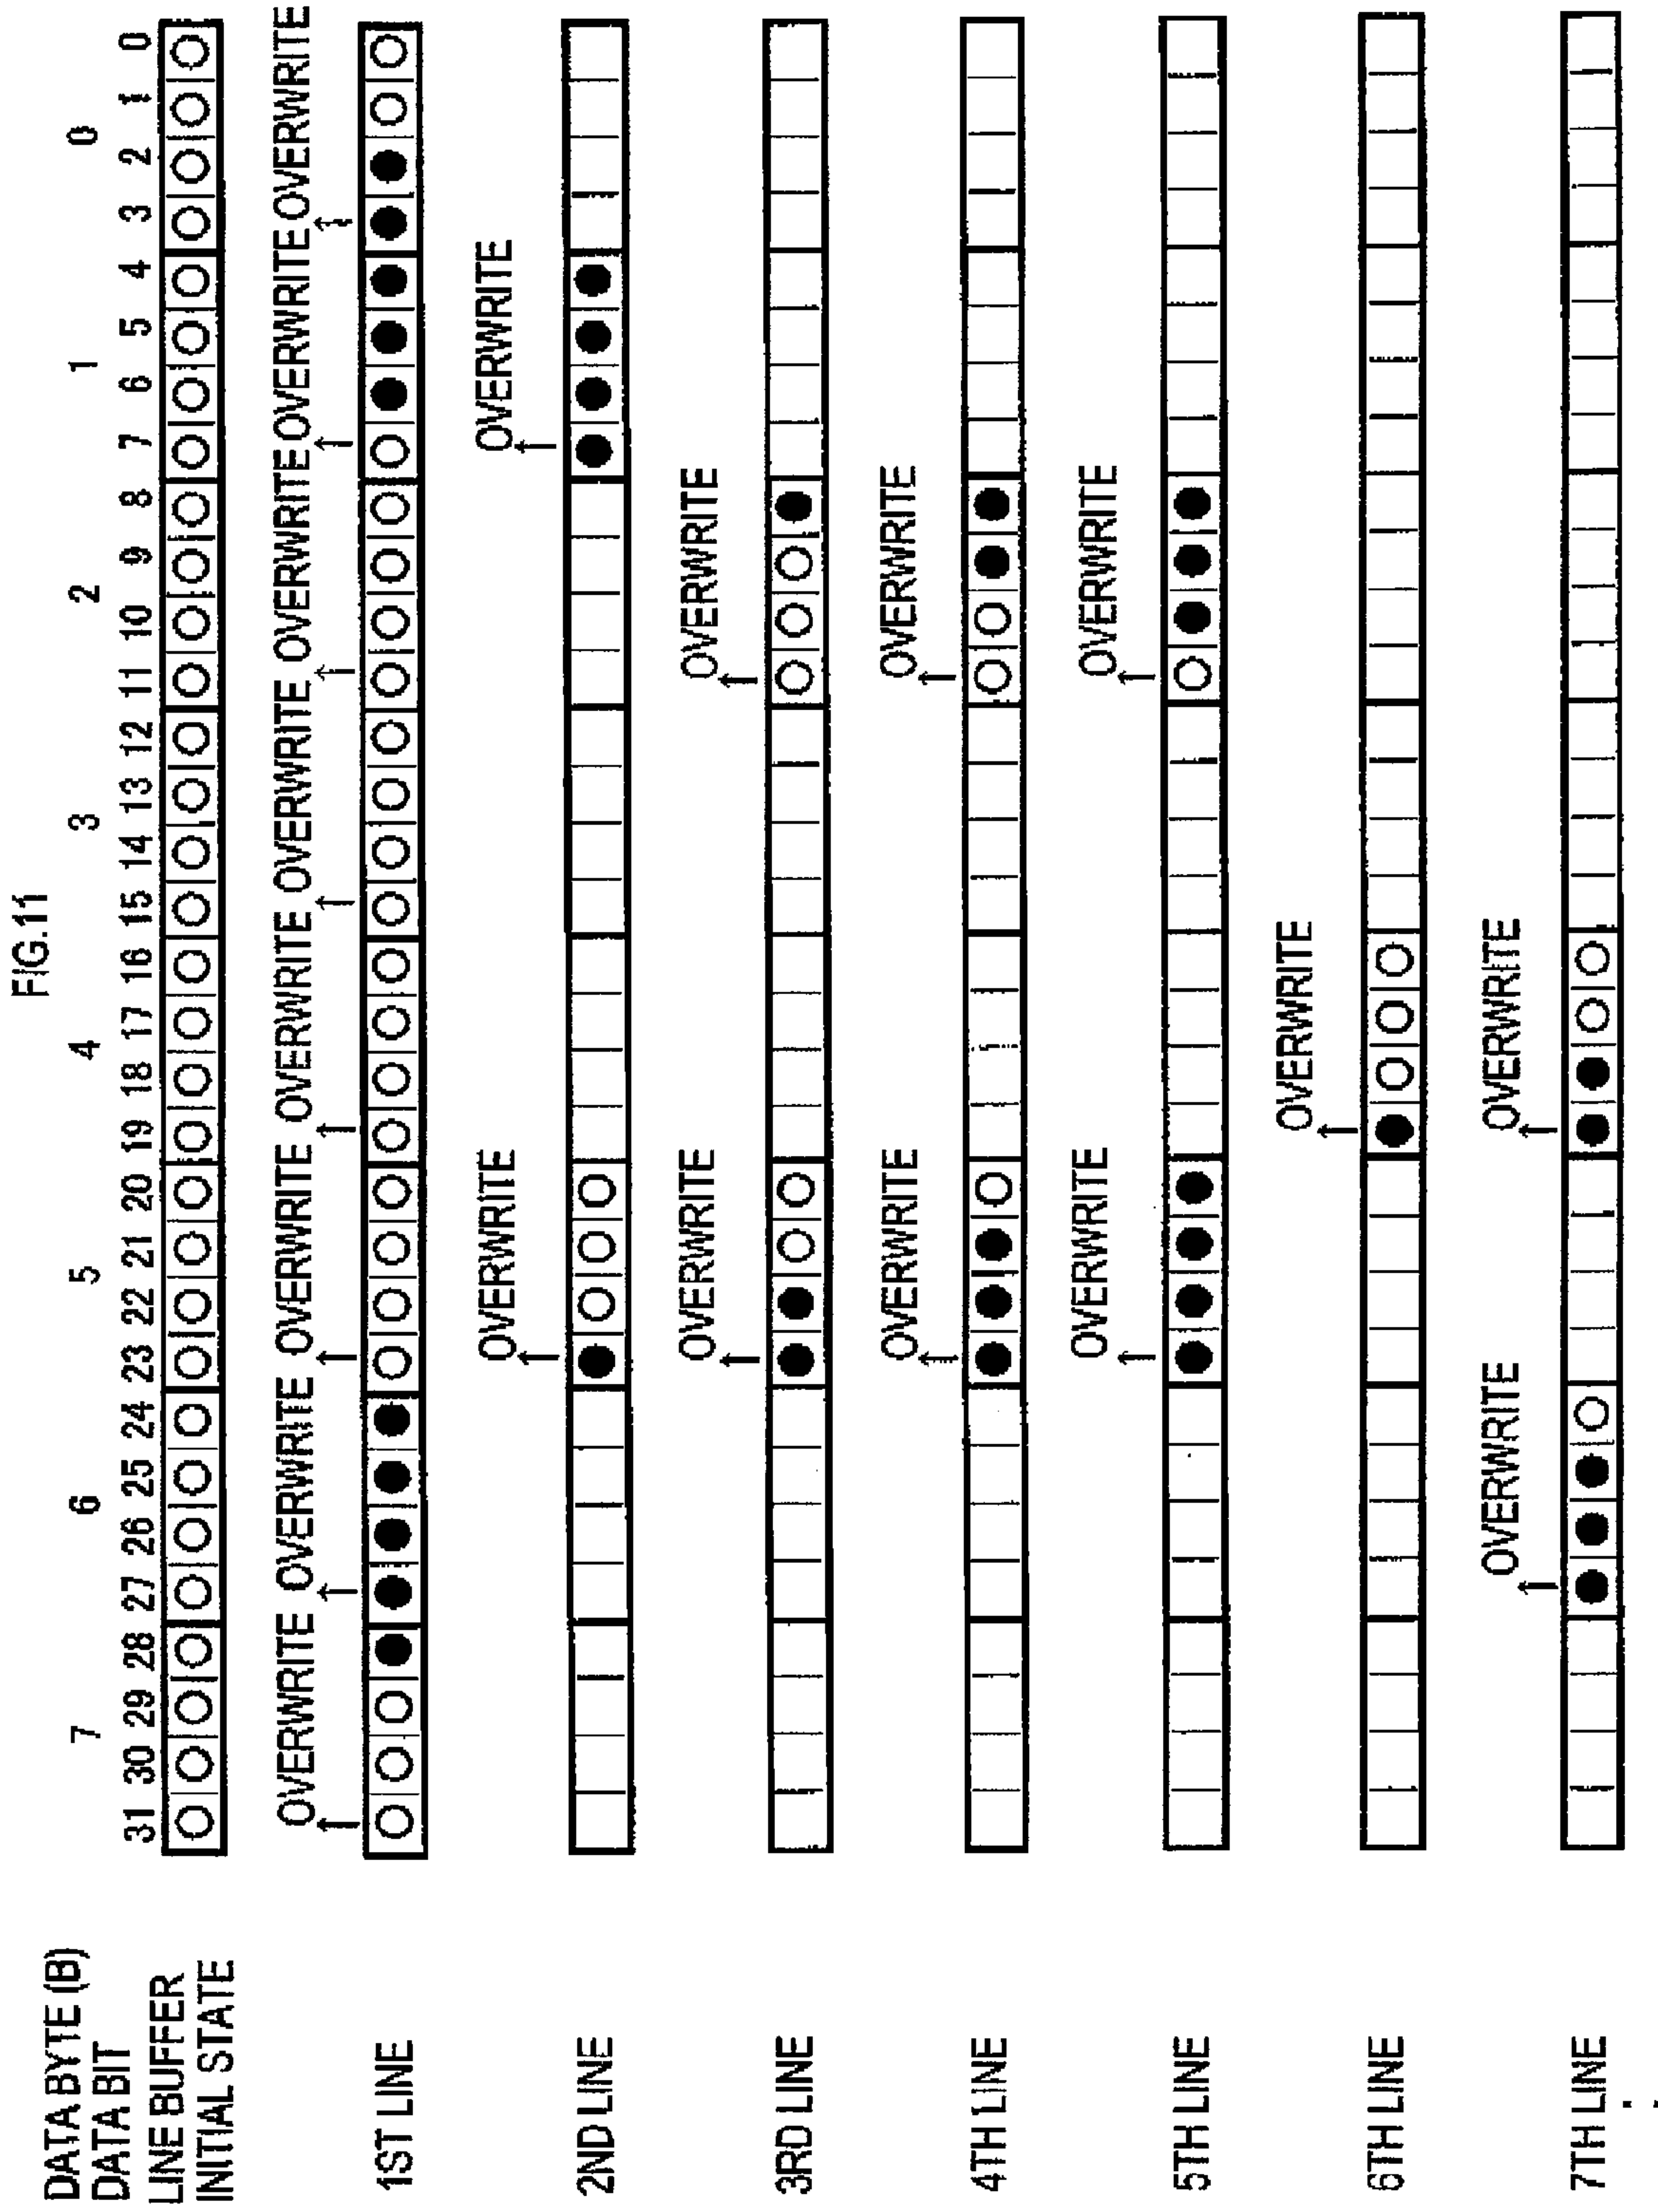 FIG.11
DATA BYTE (B) 7 6 5 4 3 2 1 0
DATA BIT 31 30 29 28 27 26 25 24 23 22 21 20 19 18 17 16 15 14 13 12 11 10 9 8 7 6 5 4 3 2 1 0
LINE BUFFER
INITIAL STATE
OVERWRITE OVERWRITE OVERWRITE OVERWRITE OVERWRITE OVERWRITE OVERWRITE OVERWRITE
1ST LINE
OVERWRITE OVERWRITE
2ND LINE
OVERWRITE OVERWRITE
3RD LINE
OVERWRITE OVERWRITE
4TH LINE
OVERWRITE OVERWRITE
5TH LINE
OVERWRITE
6TH LINE
OVERWRITE OVERWRITE
7TH LINE